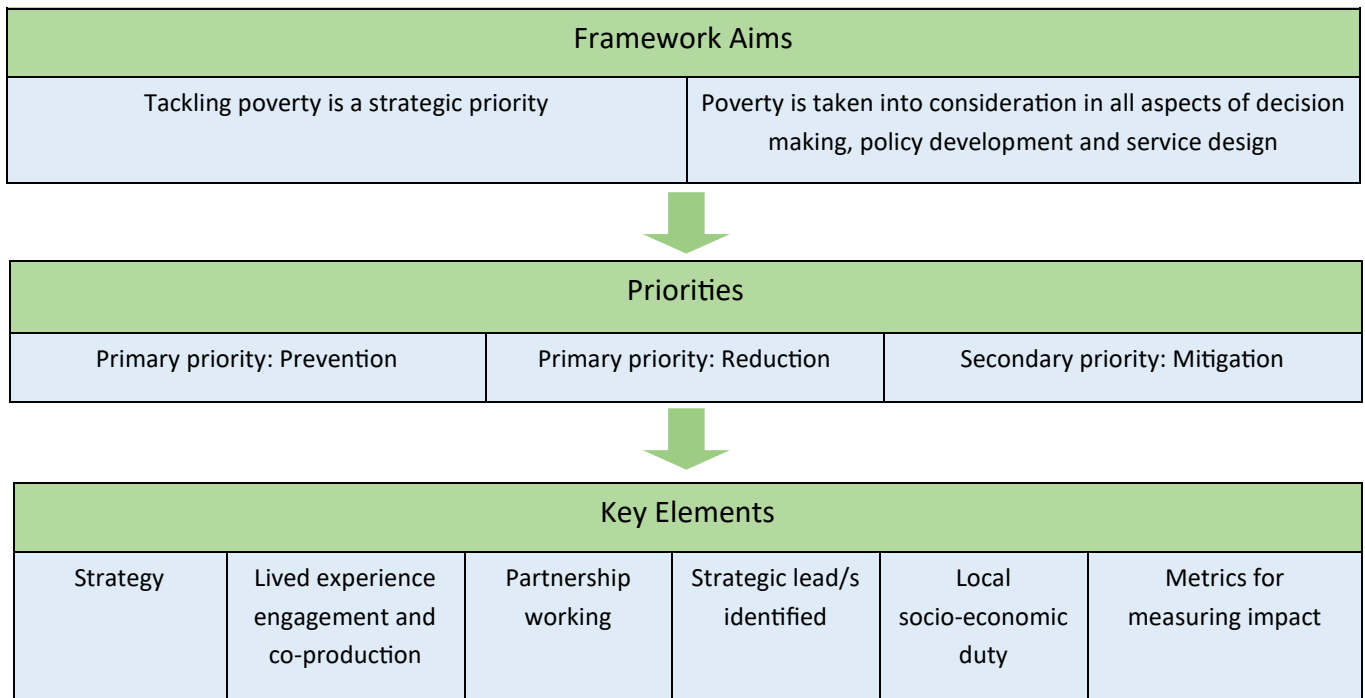 Framework Aims
Tackling poverty is a strategic priority
Poverty is taken into consideration in all aspects of decision
making, policy development and service design
Priorities
Primary priority: Prevention
Primary priority: Reduction
Secondary priority: Mitigation
Key Elements
Strategy
Lived experience
engagement and
co-production
Partnership
working
Strategic lead/s
identified
Local
socio-economic
duty
Metrics for
measuring impact